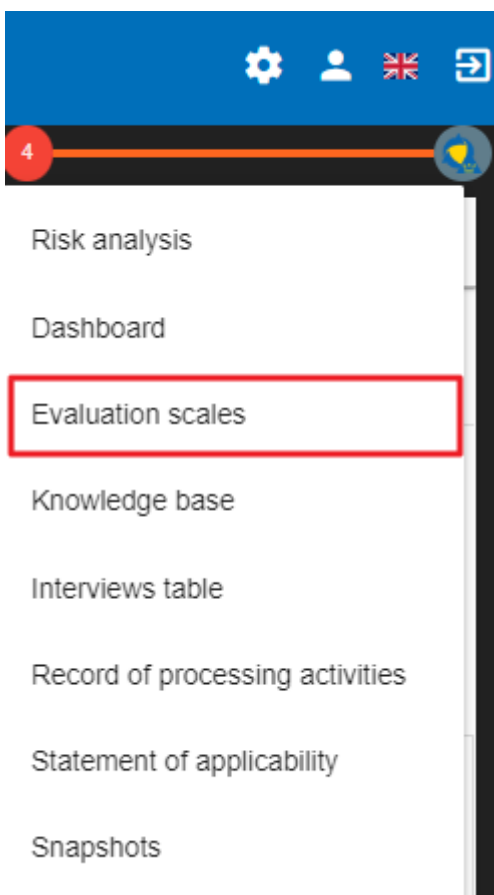 4
Risk analysis
Dashboard
Evaluation scales
Knowledge base
Interviews table
Record of processing activities
Statement of applicability
Snapshots